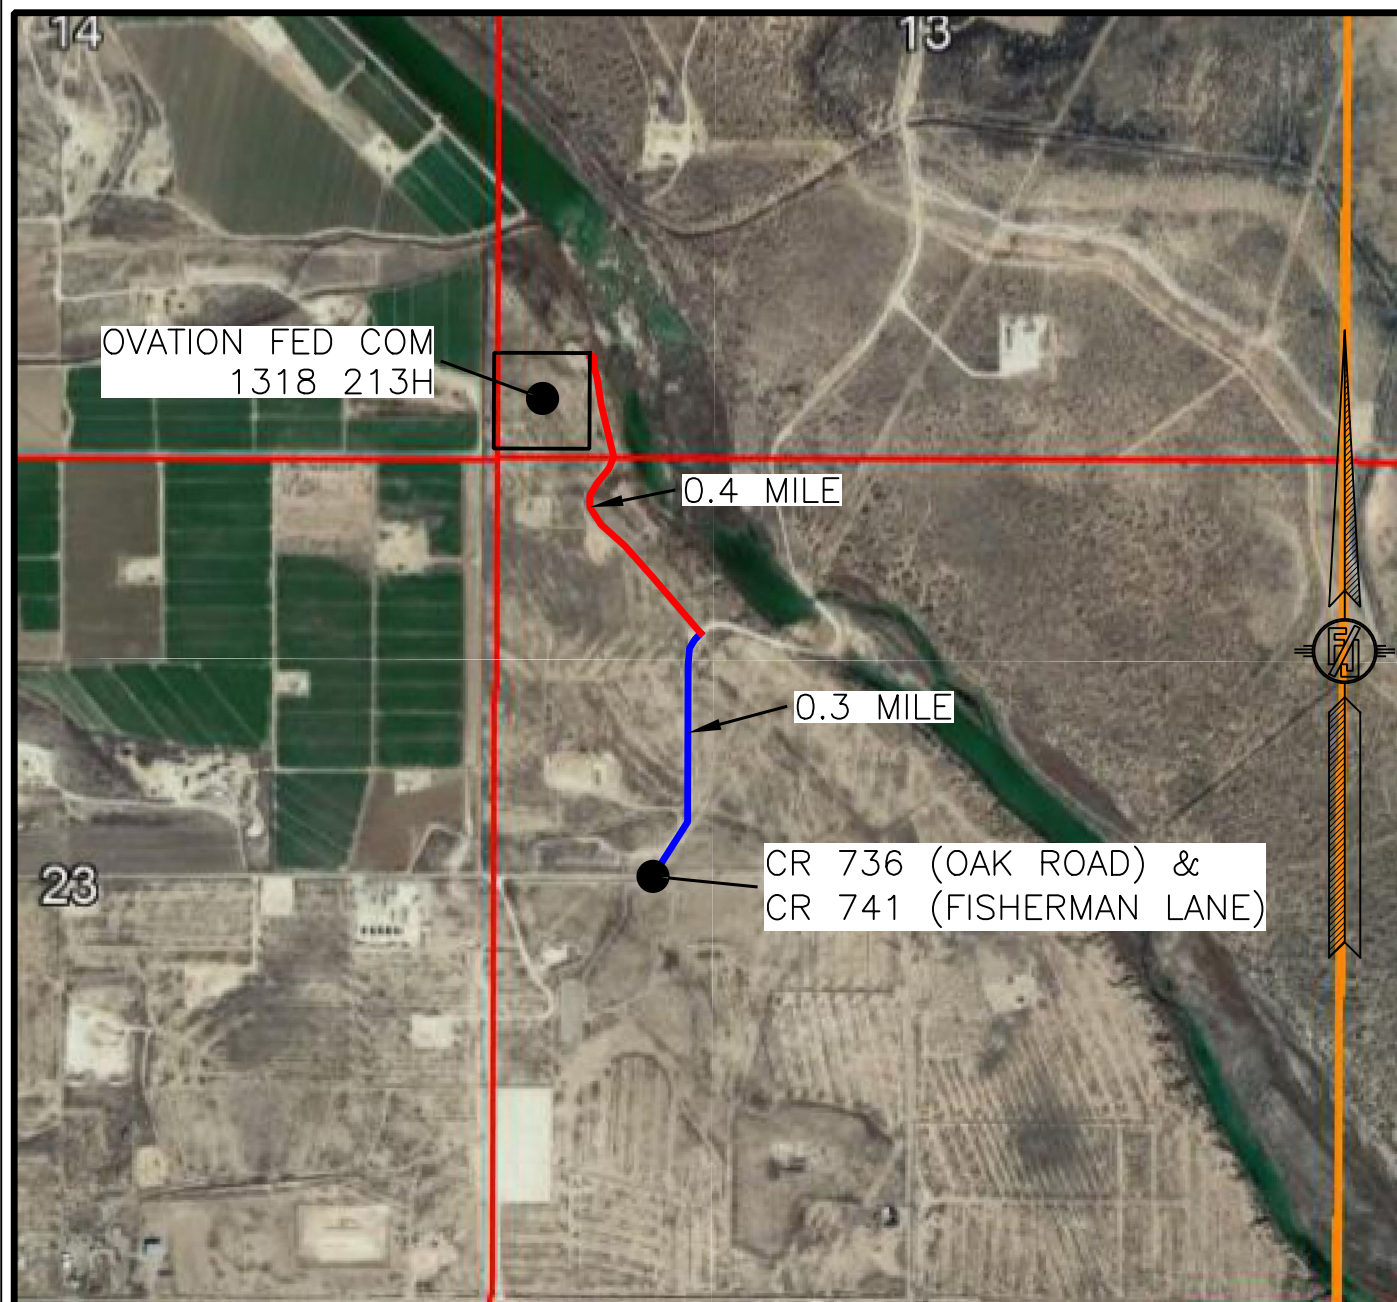 14
13
OVATION FED COM
1318 213H
0.4 MILE
0.3 MILE
CR 736 (OAK ROAD) &
CR 741 (FISHERMAN LANE)
23